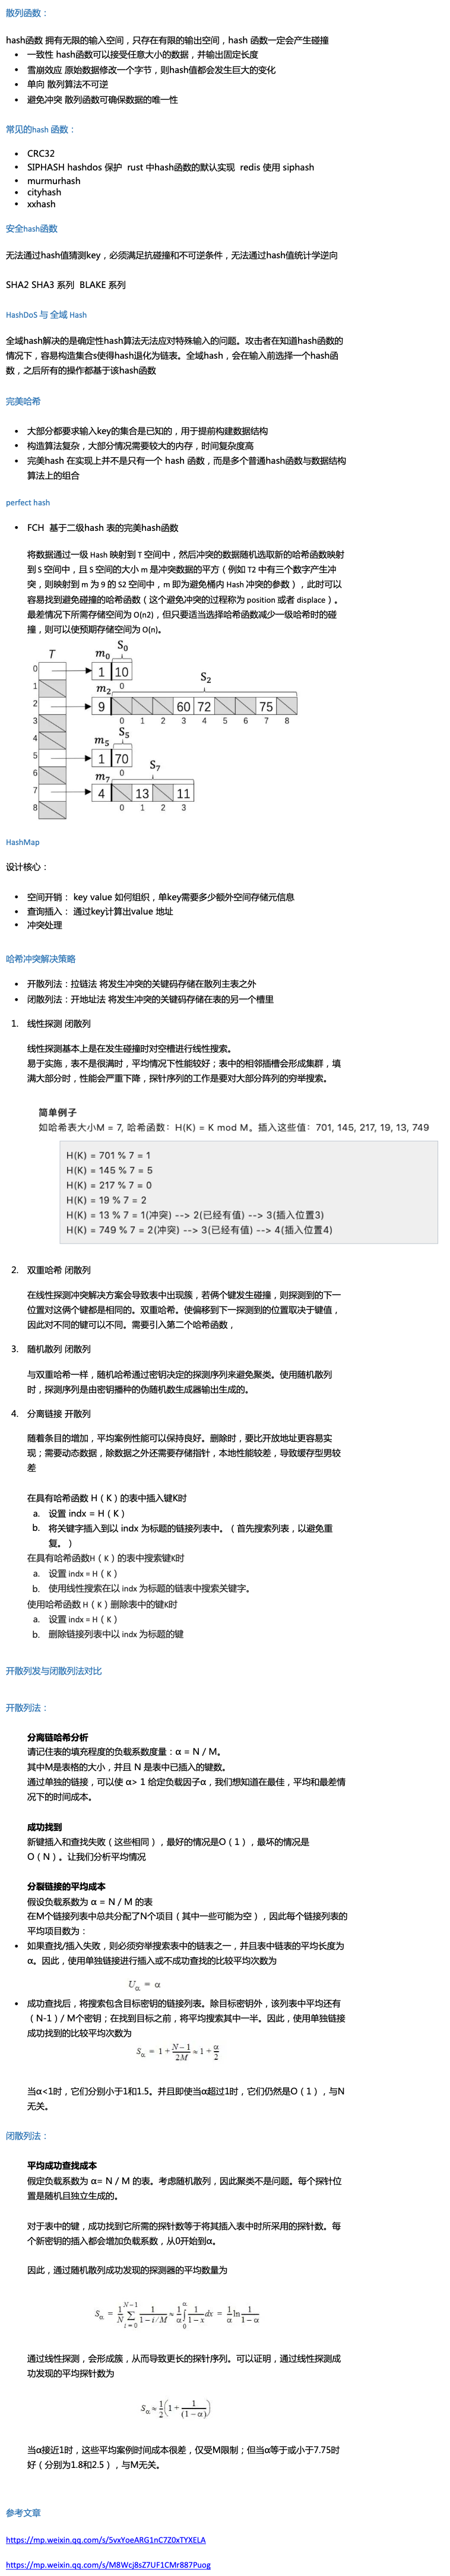 散列函数：
hash函数 拥有无限的输入空间，只存在有限的输出空间，hash 函数一定会产生碰撞
• 一致性 hash函数可以接受任意大小的数据，并输出固定长度
• 雪崩效应 原始数据修改一个字节，则hash值都会发生巨大的变化
• 单向 散列算法不可逆
• 避免冲突 散列函数可确保数据的唯一性
常见的hash 函数：
• CRC32
• SIPHASH hashdos 保护 rust 中hash函数的默认实现 redis 使用 siphash
• murmurhash
• cityhash
• xxhash
安全hash函数
无法通过hash值猜测key，必须满足抗碰撞和不可逆条件，无法通过hash值统计学逆向
SHA2 SHA3 系列 BLAKE 系列
HashDoS 与 全域 Hash
全域hash解决的是确定性hash算法无法应对特殊输入的问题。攻击者在知道hash函数的
情况下，容易构造集合s使得hash退化为链表。全域hash，会在输入前选择一个hash函
数，之后所有的操作都基于该hash函数
完美哈希
• 大部分都要求输入key的集合是已知的，用于提前构建数据结构
• 构造算法复杂，大部分情况需要较大的内存，时间复杂度高
• 完美hash 在实现上并不是只有一个 hash 函数，而是多个普通hash函数与数据结构
算法上的组合
perfect hash
• FCH 基于二级hash 表的完美hash函数
将数据通过一级 Hash 映射到 T 空间中，然后冲突的数据随机选取新的哈希函数映射
到 S 空间中，且 S 空间的大小 m 是冲突数据的平方（例如 T2 中有三个数字产生冲
突，则映射到 m 为 9 的 S2 空间中，m 即为避免桶内 Hash 冲突的参数），此时可以
容易找到避免碰撞的哈希函数（这个避免冲突的过程称为 position 或者 displace）。
最差情况下所需存储空间为 O(n2)，但只要适当选择哈希函数减少一级哈希时的碰
撞，则可以使预期存储空间为 O(n)。
T m0 S0
0 1 10
1 m2 0 S2
2 9 60 72 75
3 0 1 2 3 4 5 6 7 8
4 m5 S5
5 1 70
6 m7 0 S7
7 4 13 11
8 0 1 2 3
HashMap
设计核心：
• 空间开销： key value 如何组织，单key需要多少额外空间存储元信息
• 查询插入： 通过key计算出value 地址
• 冲突处理
哈希冲突解决策略
• 开散列法：拉链法 将发生冲突的关键码存储在散列主表之外
• 闭散列法：开地址法 将发生冲突的关键码存储在表的另一个槽里
1. 线性探测 闭散列
线性探测基本上是在发生碰撞时对空槽进行线性搜索。
易于实施，表不是很满时，平均情况下性能较好；表中的相邻插槽会形成集群，填
满大部分时，性能会严重下降，探针序列的工作是要对大部分阵列的穷举搜索。
简单例子
如哈希表大小M = 7, 哈希函数：H(K) = K mod M。插入这些值：701, 145, 217, 19, 13, 749
H(K) = 701 % 7 = 1
H(K) = 145 % 7 = 5
H(K) = 217 % 7 = 0
H(K) = 19 % 7 = 2
H(K) = 13 % 7 = 1(冲突) --> 2(已经有值) --> 3(插入位置3)
H(K) = 749 % 7 = 2(冲突) --> 3(已经有值) --> 4(插入位置4)
2. 双重哈希 闭散列
在线性探测冲突解决方案会导致表中出现簇，若俩个键发生碰撞，则探测到的下一
位置对这俩个键都是相同的。双重哈希。使偏移到下一探测到的位置取决于键值，
因此对不同的键可以不同。需要引入第二个哈希函数，
3. 随机散列 闭散列
与双重哈希一样，随机哈希通过密钥决定的探测序列来避免聚类。使用随机散列
时，探测序列是由密钥播种的伪随机数生成器输出生成的。
4. 分离链接 开散列
随着条目的增加，平均案例性能可以保持良好。删除时，要比开放地址更容易实
现；需要动态数据，除数据之外还需要存储指针，本地性能较差，导致缓存型男较
差
在具有哈希函数 H（K）的表中插入键K时
a. 设置 indx = H（K）
b. 将关键字插入到以 indx 为标题的链接列表中。（首先搜索列表，以避免重
复。）
在具有哈希函数H（K）的表中搜索键K时
a. 设置 indx = H（K）
b. 使用线性搜索在以 indx 为标题的链表中搜索关键字。
使用哈希函数 H（K）删除表中的键K时
a. 设置 indx = H（K）
b. 删除链接列表中以 indx 为标题的键
开散列发与闭散列法对比
开散列法：
分离链哈希分析
请记住表的填充程度的负载系数度量：α = N / M。
其中M是表格的大小，并且 N 是表中已插入的键数。
通过单独的链接，可以使 α> 1 给定负载因子α，我们想知道在最佳，平均和最差情
况下的时间成本。
成功找到
新键插入和查找失败（这些相同），最好的情况是O（1），最坏的情况是
O（N）。让我们分析平均情况
分裂链接的平均成本
假设负载系数为 α = N / M 的表
在M个链接列表中总共分配了N个项目（其中一些可能为空），因此每个链接列表的
平均项目数为：
• 如果查找/插入失败，则必须穷举搜索表中的链表之一，并且表中链表的平均长度为
α。因此，使用单独链接进行插入或不成功查找的比较平均次数为
Uα = α
• 成功查找后，将搜索包含目标密钥的链接列表。除目标密钥外，该列表中平均还有
（N-1）/ M个密钥；在找到目标之前，将平均搜索其中一半。因此，使用单独链接
成功找到的比较平均次数为
Sα = 1 + N−1/2M ≈ 1 + α/2
当α<1时，它们分别小于1和1.5。并且即使当α超过1时，它们仍然是O（1），与N
无关。
闭散列法：
平均成功查找成本
假定负载系数为 α= N / M 的表。考虑随机散列，因此聚类不是问题。每个探针位
置是随机且独立生成的。
对于表中的键，成功找到它所需的探针数等于将其插入表中时所采用的探针数。每
个新密钥的插入都会增加负载系数，从0开始到α。
因此，通过随机散列成功发现的探测器的平均数量为
Sα = 1/N ∑ i=0 N−1 1/1−i/M ≈ 1/α ∫ 0 α 1/1−x dx = 1/α ln 1/1−α
通过线性探测，会形成簇，从而导致更长的探针序列。可以证明，通过线性探测成
功发现的平均探针数为
Sα ≈ 1/2(1 + 1/(1−α))
当α接近1时，这些平均案例时间成本很差，仅受M限制；但当α等于或小于7.75时
好（分别为1.8和2.5），与M无关。
参考文章
https://mp.weixin.qq.com/s/5vxYoeARG1nC7Z0xTYXELA
https://mp.weixin.qq.com/s/M8Wcj8sZ7UF1CMr887Puog